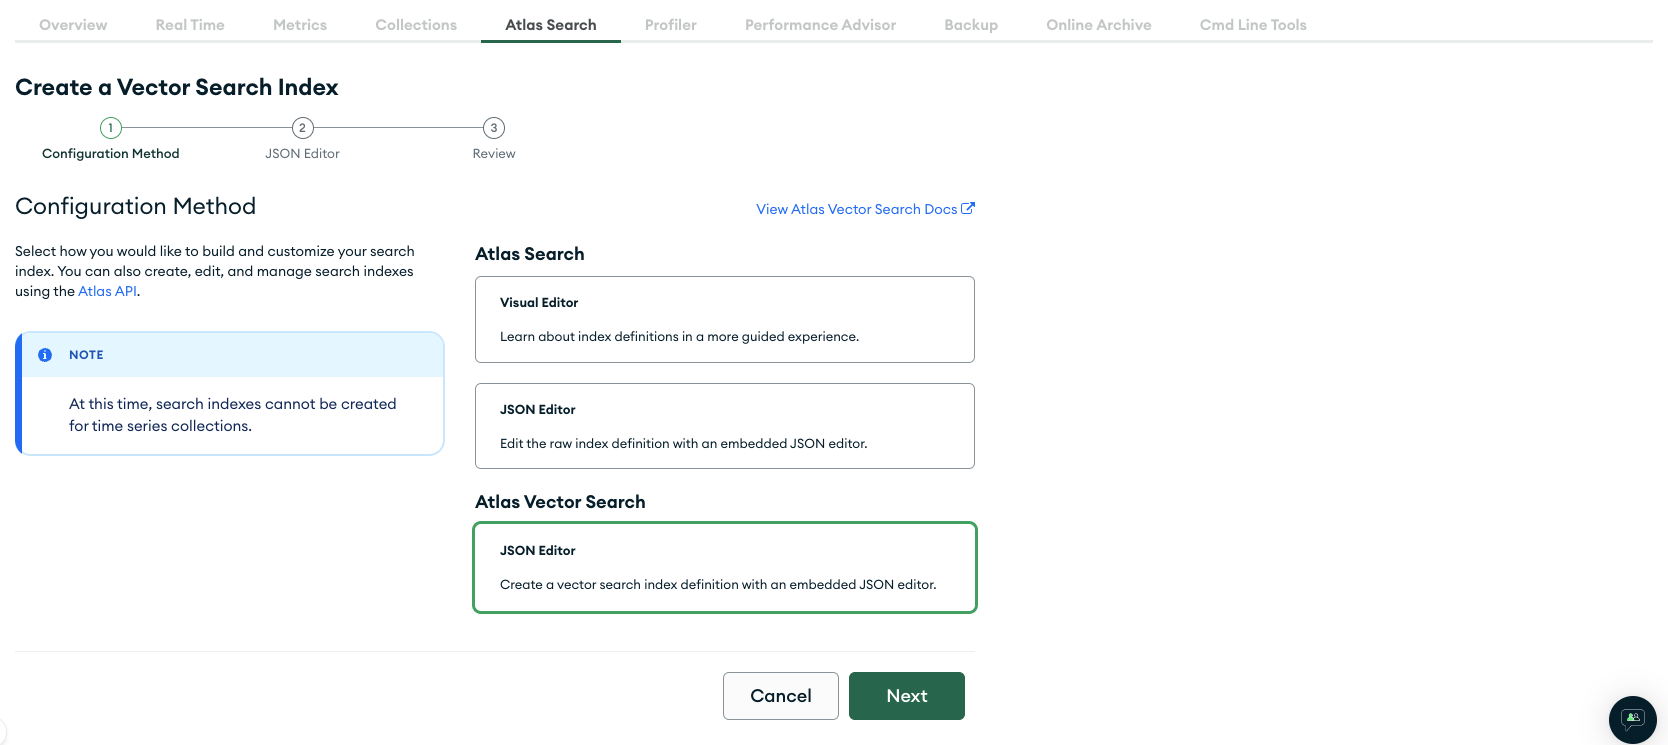 Overview Real Time Metrics Collections Atlas Search Profiler Performance Advisor Backup Online Archive Cmd Line Tools
Create a Vector Search Index
1 2 3
Configuration Method JSON Editor Review
Configuration Method
View Atlas Vector Search Docs
Select how you would like to build and customize your search
index. You can also create, edit, and manage search indexes
using the Atlas API.
NOTE
At this time, search indexes cannot be created
for time series collections.
Atlas Search
Visual Editor
Learn about index definitions in a more guided experience.
JSON Editor
Edit the raw index definition with an embedded JSON editor.
Atlas Vector Search
JSON Editor
Create a vector search index definition with an embedded JSON editor.
Cancel Next